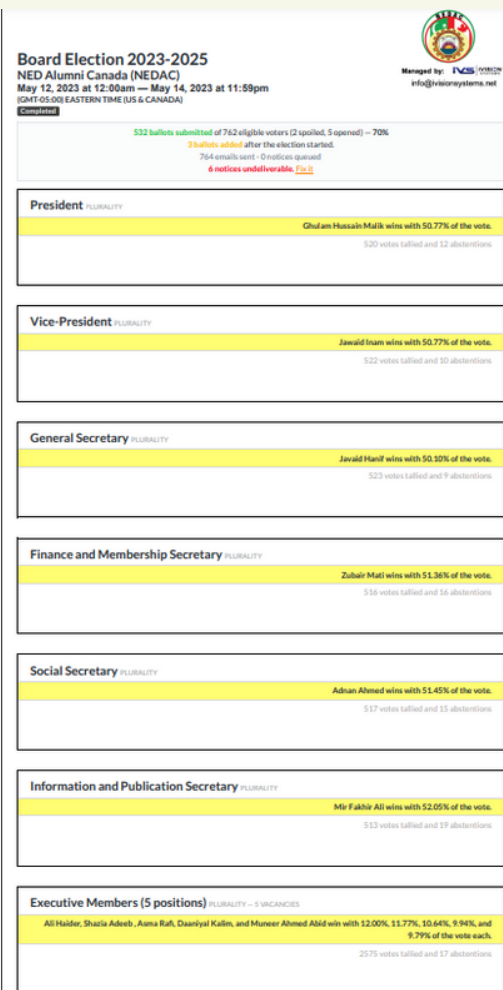 NEDAC
Board Election 2023-2025
NED Alumni Canada (NEDAC)
May 12, 2023 at 12:00am — May 14, 2023 at 11:59pm
(GMT-05:00) EASTERN TIME (US & CANADA)
Completed
Managed by: IVS IVISION SYSTEMS
info@ivisionsystems.net
532 ballots submitted of 762 eligible voters (2 spoiled, 5 opened) — 70%
3 ballots added after the election started.
764 emails sent - 0 notices queued
6 notices undeliverable. Fix it
President PLURALITY
Ghulam Hussain Malik wins with 50.77% of the vote.
520 votes tallied and 12 abstentions
Vice-President PLURALITY
Jawaid Inam wins with 50.77% of the vote.
522 votes tallied and 10 abstentions
General Secretary PLURALITY
Javaid Hanif wins with 50.10% of the vote.
523 votes tallied and 9 abstentions
Finance and Membership Secretary PLURALITY
Zubair Mati wins with 51.36% of the vote.
516 votes tallied and 16 abstentions
Social Secretary PLURALITY
Adnan Ahmed wins with 51.45% of the vote.
517 votes tallied and 15 abstentions
Information and Publication Secretary PLURALITY
Mir Fakhir Ali wins with 52.05% of the vote.
513 votes tallied and 19 abstentions
Executive Members (5 positions) PLURALITY — 5 VACANCIES
Ali Haider, Shazia Adeeb , Asma Rafi, Daaniyal Kalim, and Muneer Ahmed Abid win with 12.00%, 11.77%, 10.64%, 9.94%, and
9.79% of the vote each.
2575 votes tallied and 17 abstentions